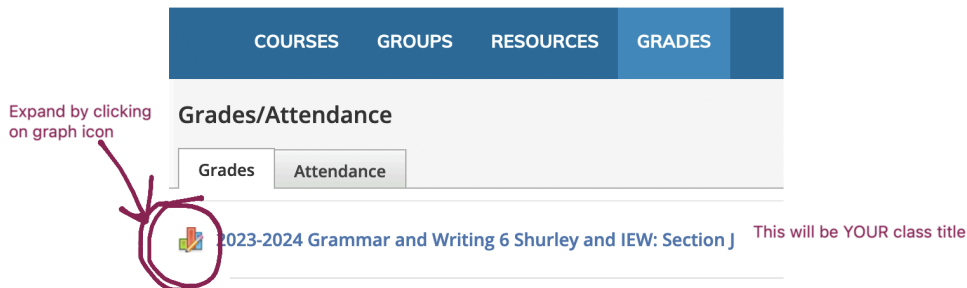 COURSES GROUPS RESOURCES GRADES
Expand by clicking
on graph icon
Grades/Attendance
Grades Attendance
2023-2024 Grammar and Writing 6 Shurley and IEW: Section J
This will be YOUR class title